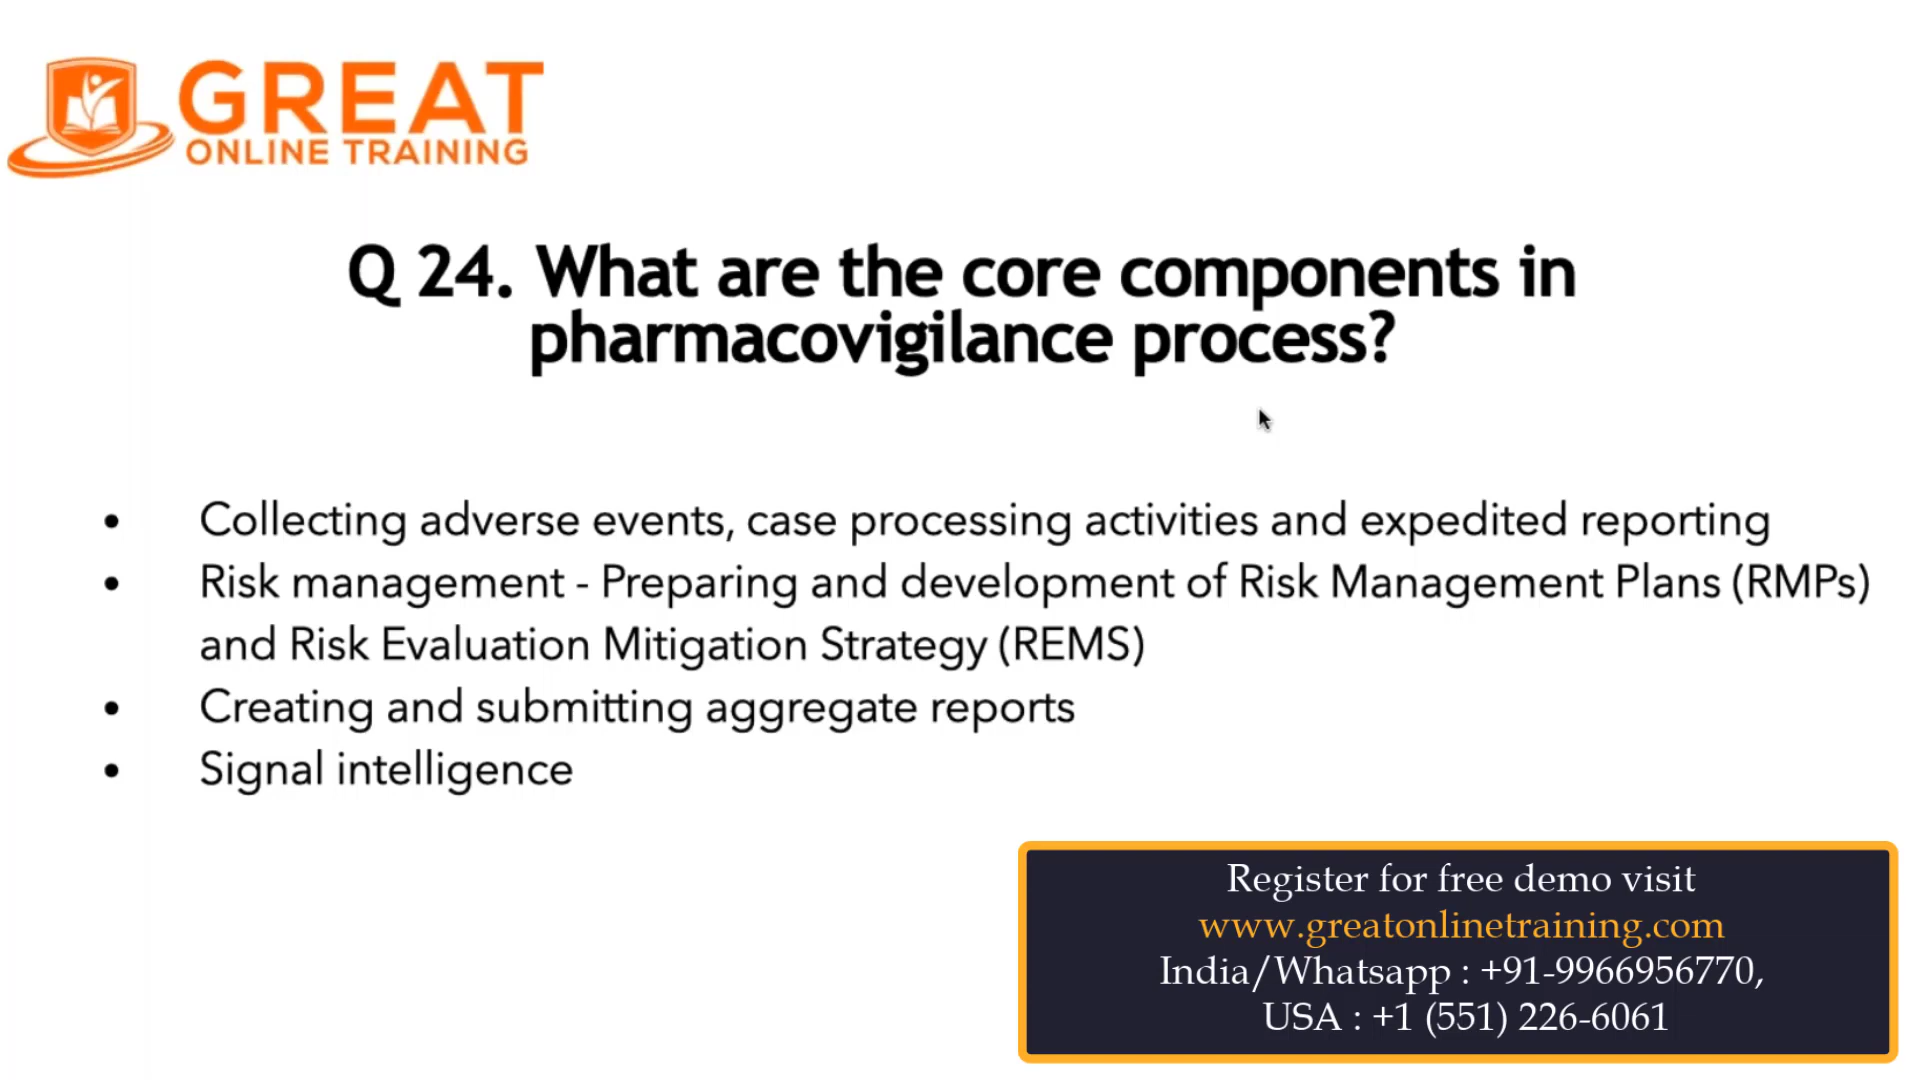 GREAT
ONLINE TRAINING
Q 24. What are the core components in
pharmacovigilance process?
• Collecting adverse events, case processing activities and expedited reporting
• Risk management - Preparing and development of Risk Management Plans (RMPs)
and Risk Evaluation Mitigation Strategy (REMS)
• Creating and submitting aggregate reports
• Signal intelligence
Register for free demo visit
www.greatonlinetraining.com
India/Whatsapp : +91-9966956770,
USA : +1 (551) 226-6061